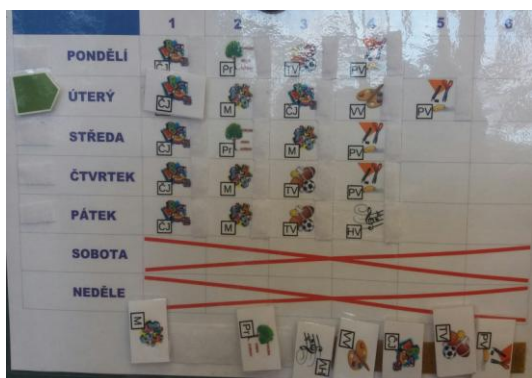 1 2 3 4 5 6
PONDĚLÍ ČJ Pr TV PV
ÚTERÝ ČJ M ČJ VV PV
STŘEDA ČJ Pr M PV
ČTVRTEK ČJ M TV PV
PÁTEK ČJ M TV HV
SOBOTA
NEDĚLE
M Pr HV VV ČJ TV PV